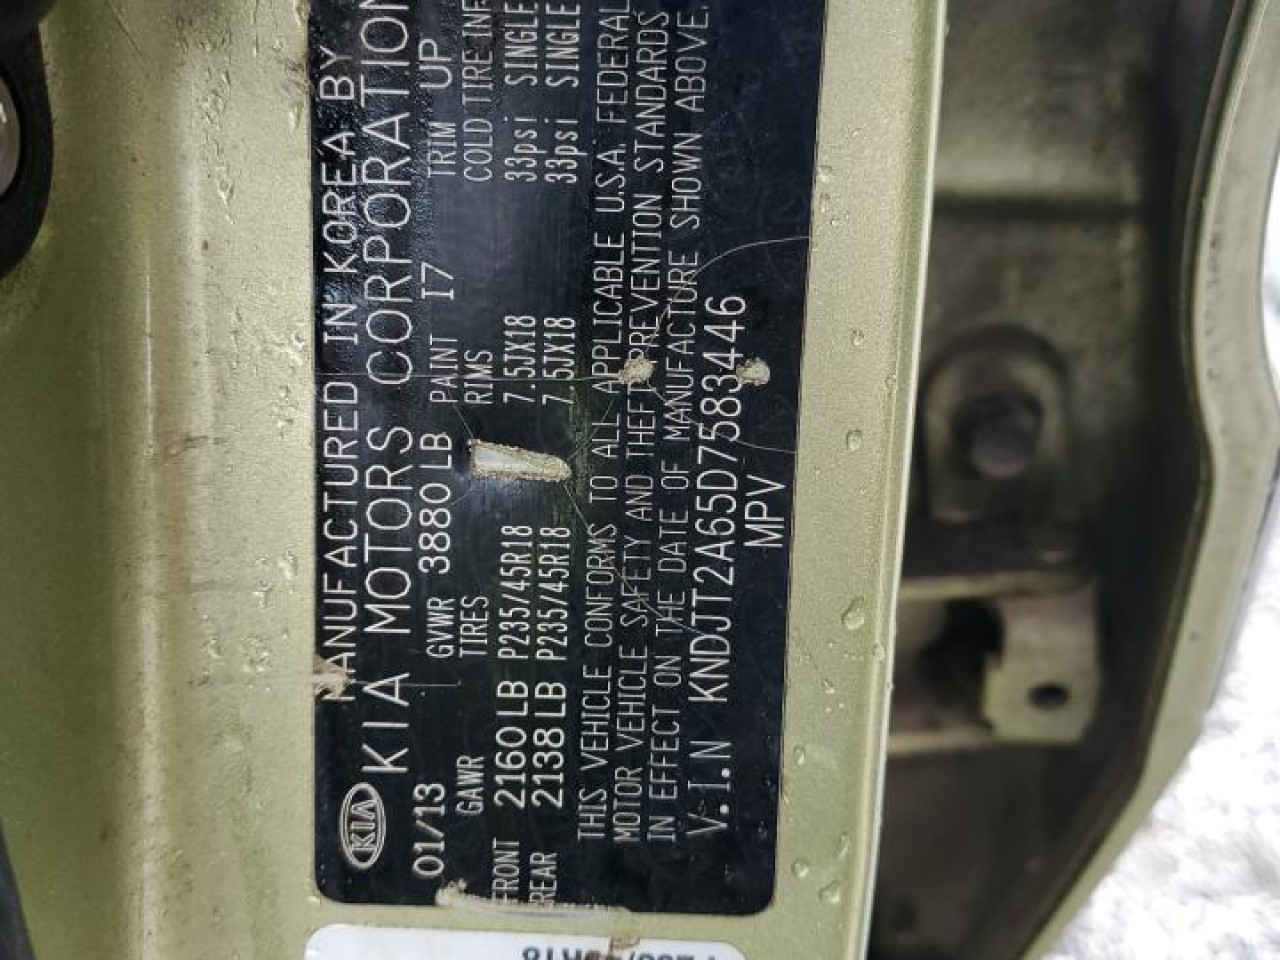 KIA
MANUFACTURED IN KOREA BY
KIA MOTORS CORPORATION
01/13 GVWR 3880LB PAINT I7 TRIM UP
GAWR TIRES RIMS COLD TIRE INF
FRONT 2160LB P235/45R18 7.5JX18 33psi SINGLE
REAR 2138LB P235/45R18 7.5JX18 33psi SINGLE
THIS VEHICLE CONFORMS TO ALL APPLICABLE U.S.A. FEDERAL
MOTOR VEHICLE SAFETY AND THEFT PREVENTION STANDARDS
IN EFFECT ON THE DATE OF MANUFACTURE SHOWN ABOVE.
V.I.N KNDJT2A65D7583446
MPV